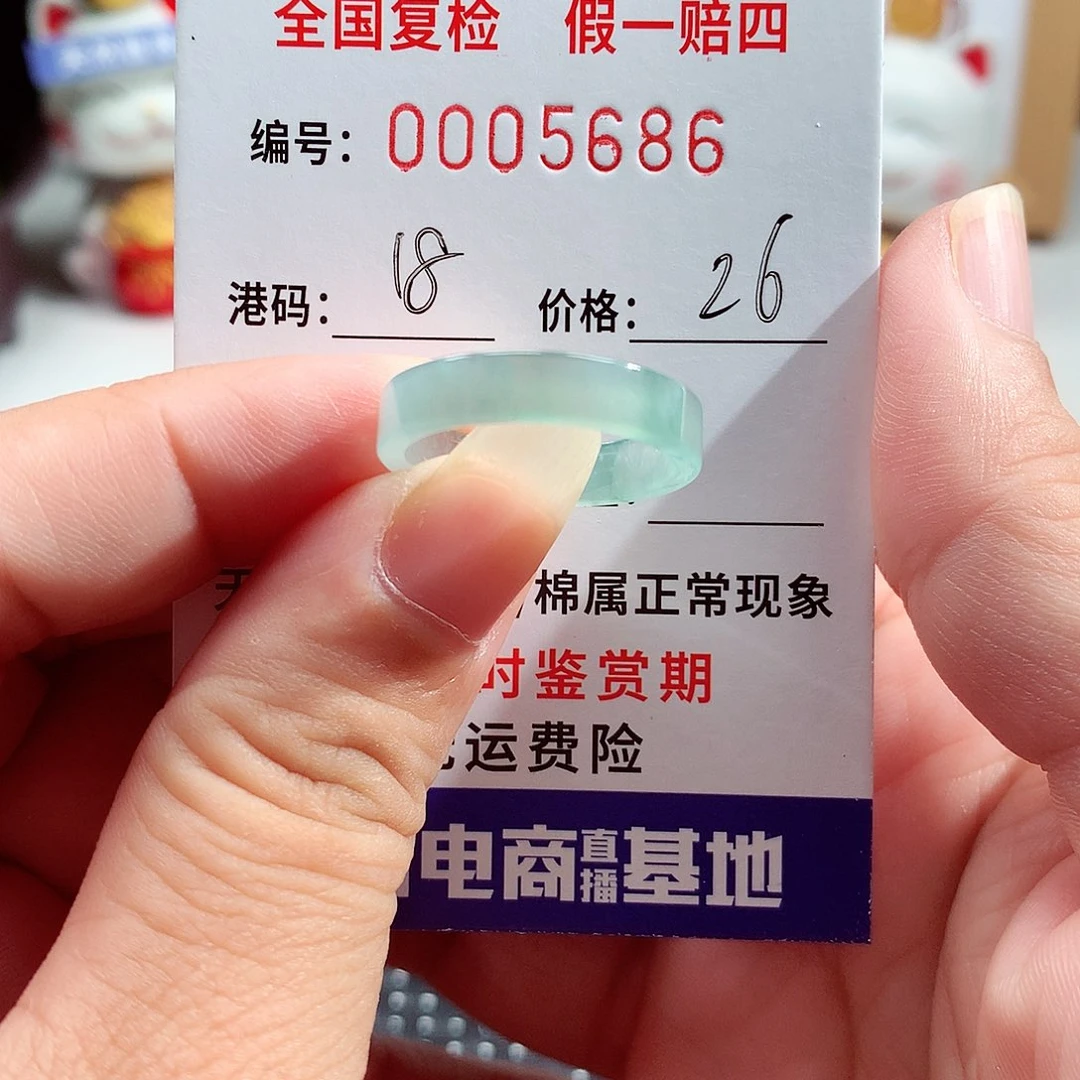 全国复检 假一赔四
编号：0005686
港码：18 价格：26
棉属正常现象
时鉴赏期
运费险
电商直播基地